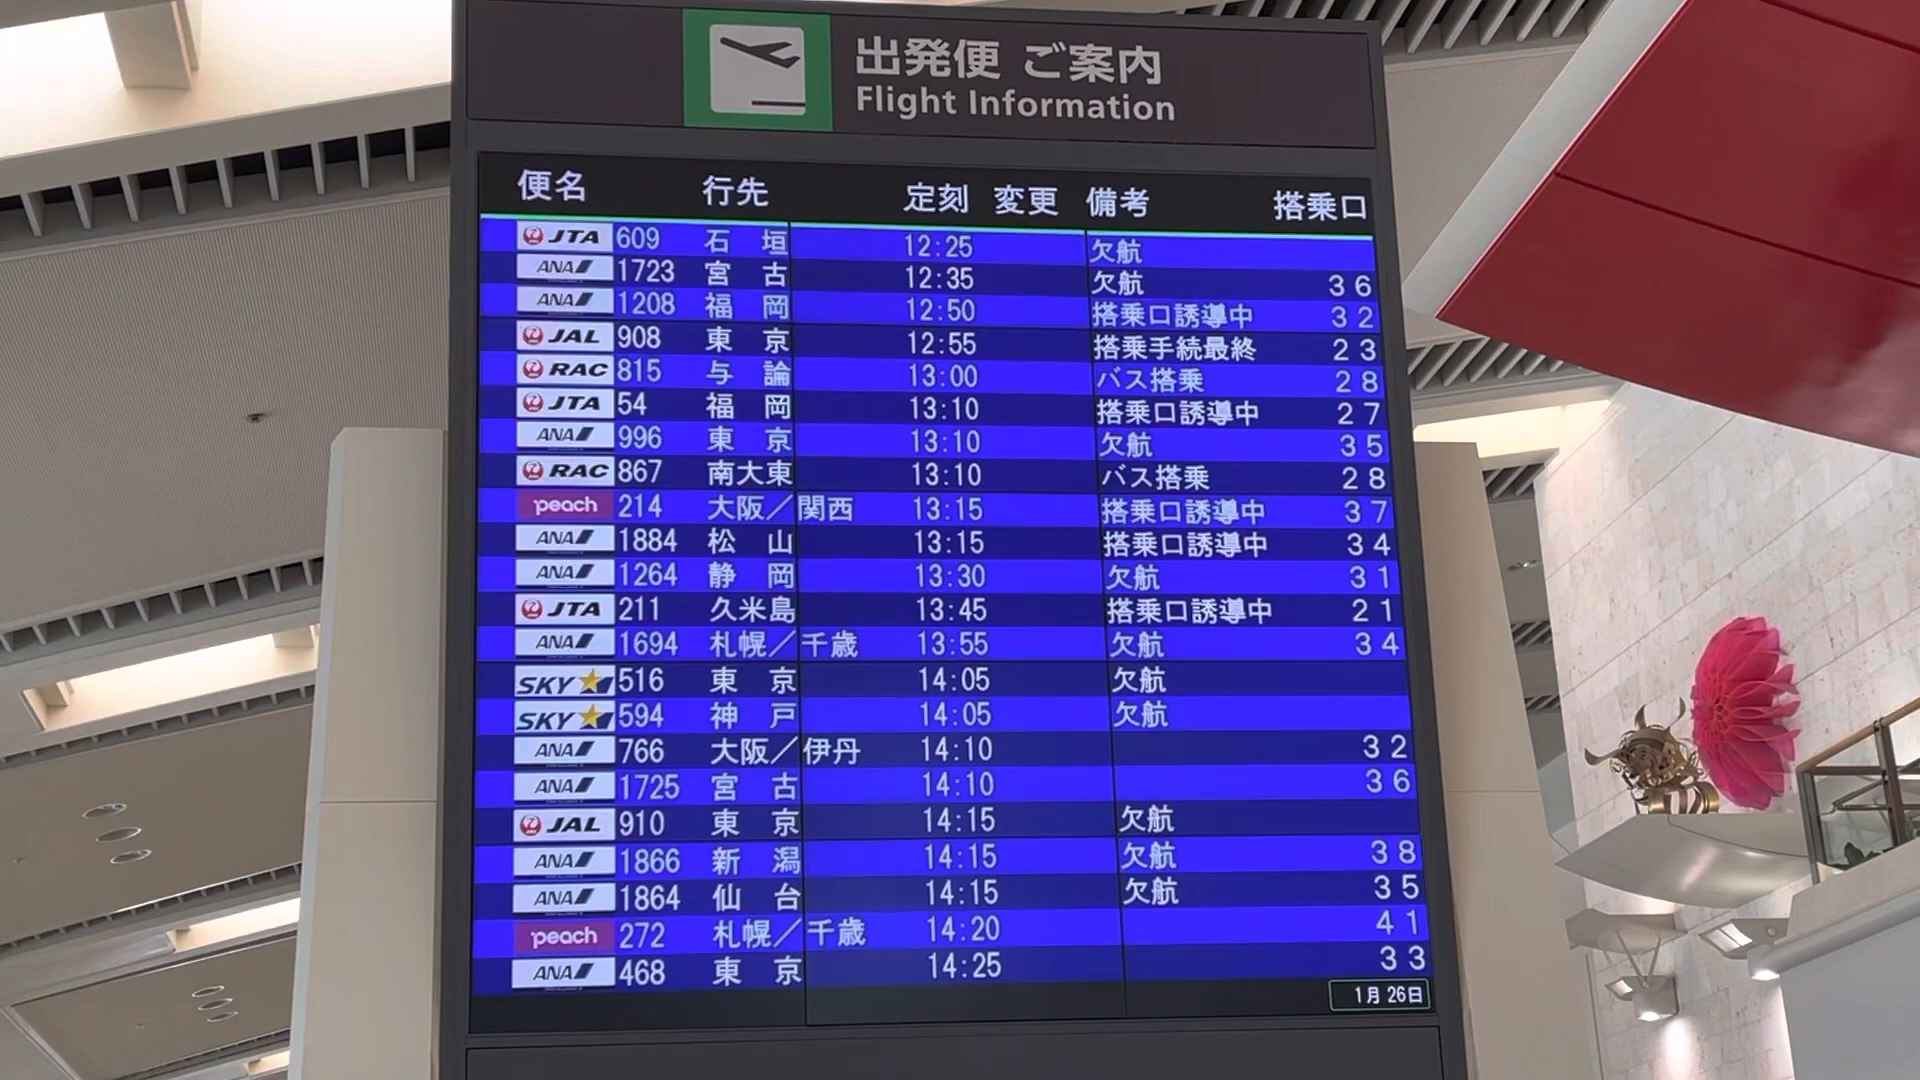 出発便 ご案内
Flight Information
便名 行先 定刻 変更 備考 搭乗口
JTA 609 石垣 12:25 欠航
ANA 1723 宮古 12:35 欠航 36
ANA 1208 福岡 12:50 搭乗口誘導中 32
JAL 908 東京 12:55 搭乗手続最終 23
RAC 815 与論 13:00 バス搭乗 28
JTA 54 福岡 13:10 搭乗口誘導中 27
ANA 996 東京 13:10 欠航 35
RAC 867 南大東 13:10 バス搭乗 28
peach 214 大阪／関西 13:15 搭乗口誘導中 37
ANA 1884 松山 13:15 搭乗口誘導中 34
ANA 1264 静岡 13:30 欠航 31
JTA 211 久米島 13:45 搭乗口誘導中 21
ANA 1694 札幌／千歳 13:55 欠航 34
SKY 516 東京 14:05 欠航
SKY 594 神戸 14:05 欠航
ANA 766 大阪／伊丹 14:10 32
ANA 1725 宮古 14:10 36
JAL 910 東京 14:15 欠航
ANA 1866 新潟 14:15 欠航 38
ANA 1864 仙台 14:15 欠航 35
peach 272 札幌／千歳 14:20 41
ANA 468 東京 14:25 33
1月26日